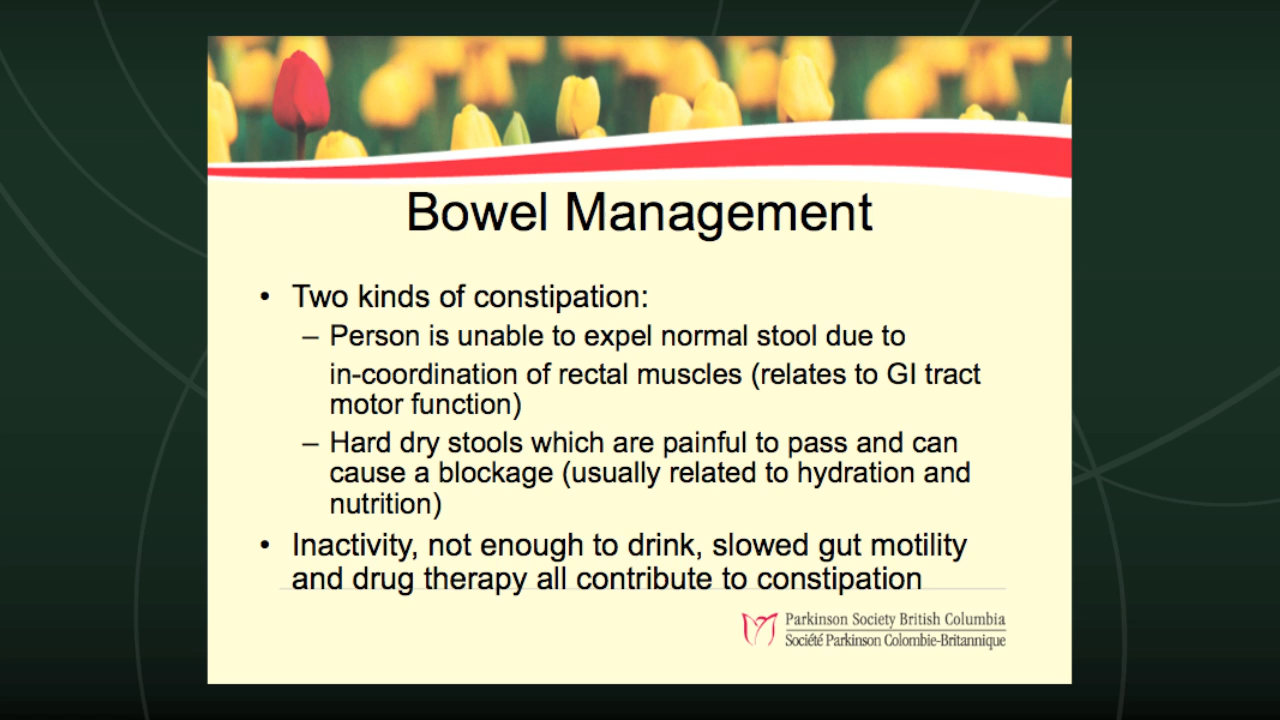 Bowel Management
• Two kinds of constipation:
– Person is unable to expel normal stool due to
in-coordination of rectal muscles (relates to GI tract
motor function)
– Hard dry stools which are painful to pass and can
cause a blockage (usually related to hydration and
nutrition)
• Inactivity, not enough to drink, slowed gut motility
and drug therapy all contribute to constipation
Parkinson Society British Columbia
Société Parkinson Colombie-Britannique